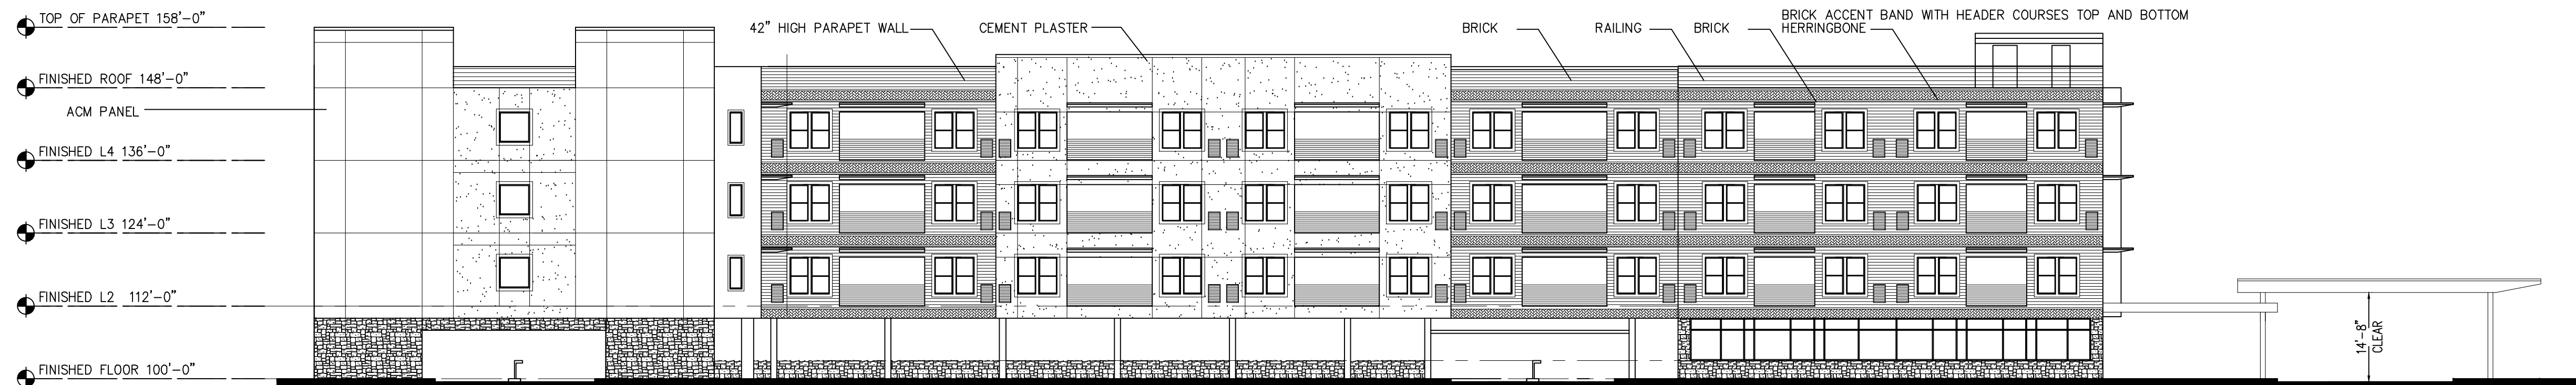 TOP OF PARAPET 158'-0"
FINISHED ROOF 148'-0"
ACM PANEL
FINISHED L4 136'-0"
FINISHED L3 124'-0"
FINISHED L2 112'-0"
FINISHED FLOOR 100'-0"
42" HIGH PARAPET WALL
CEMENT PLASTER
BRICK
RAILING
BRICK
BRICK ACCENT BAND WITH HEADER COURSES TOP AND BOTTOM
HERRINGBONE
14'-8"
CLEAR